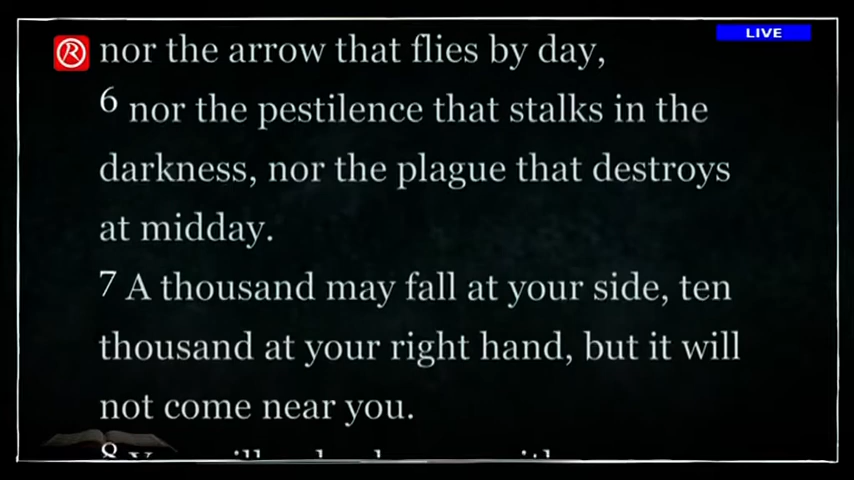 LIVE
R nor the arrow that flies by day,
6 nor the pestilence that stalks in the
darkness, nor the plague that destroys
at midday.
7 A thousand may fall at your side, ten
thousand at your right hand, but it will
not come near you.
8